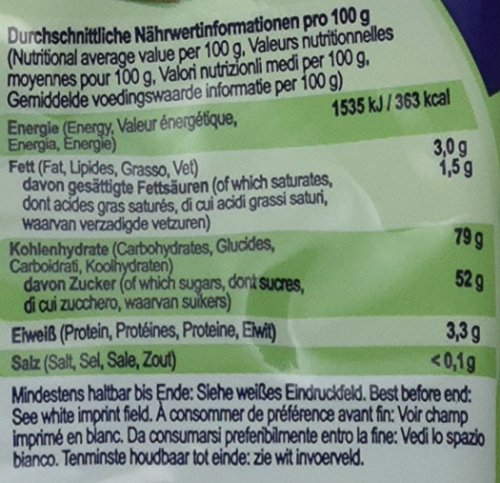 Durchschnittliche Nährwertinformationen pro 100 g
(Nutritional average value per 100 g, Valeurs nutritionnelles
moyennes pour 100 g, Valori nutrizionli medi per 100 g,
Gemiddelde voedingswaarde informatie per 100 g)
1535 kJ / 363 kcal
Energie (Energy, Valeur énergétique,
Energia, Energie)
Fett (Fat, Lipides, Grasso, Vet) 3,0 g
davon gesättigte Fettsäuren (of which saturates, 1,5 g
dont acides gras saturés, di cui acidi grassi saturi,
waarvan verzadigde vetzuren)
Kohlenhydrate (Carbohydrates, Glucides, 79 g
Carboidrati, Koolhydraten)
davon Zucker (of which sugars, dont sucres, 52 g
di cui zucchero, waarvan suikers)
Eiweiß (Protein, Protéines, Proteine, Eiwit) 3,3 g
Salz (Salt, Sel, Sale, Zout) <0,1 g
Mindestens haltbar bis Ende: Siehe weißes Eindruckfeld. Best before end:
See white imprint field. À consommer de préférence avant fin: Voir champ
imprimé en blanc. Da consumarsi preferibilmente entro la fine: Vedi lo spazio
bianco. Tenminste houdbaar tot einde: zie wit invoerveld.